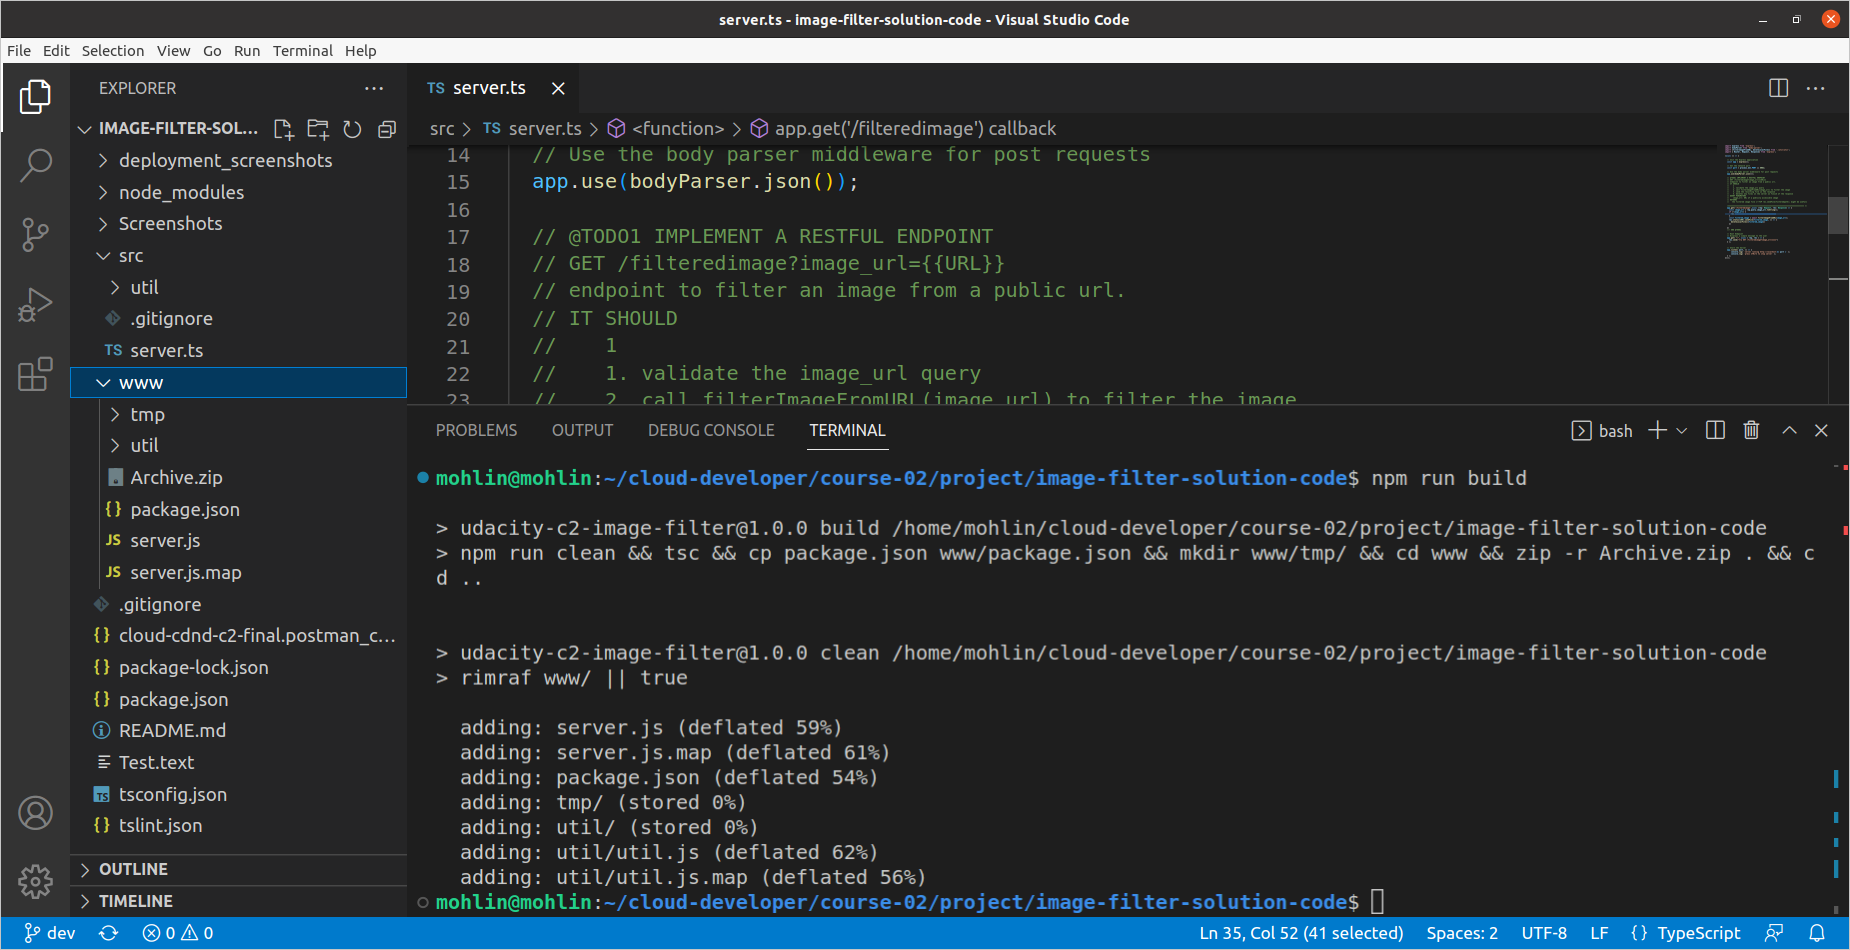 server.ts - image-filter-solution-code - Visual Studio Code
File Edit Selection View Go Run Terminal Help
EXPLORER
IMAGE-FILTER-SOL...
deployment_screenshots
node_modules
Screenshots
src
util
.gitignore
TS server.ts
www
tmp
util
Archive.zip
{} package.json
JS server.js
JS server.js.map
.gitignore
{} cloud-cdnd-c2-final.postman_c...
{} package-lock.json
{} package.json
README.md
Test.text
TS tsconfig.json
{} tslint.json
OUTLINE
TIMELINE
TS server.ts
src > TS server.ts > <function> > app.get('/filteredimage') callback
14 // Use the body parser middleware for post requests
15 app.use(bodyParser.json());
16
17 // @TODO1 IMPLEMENT A RESTFUL ENDPOINT
18 // GET /filteredimage?image_url={{URL}}
19 // endpoint to filter an image from a public url.
20 // IT SHOULD
21 //    1
22 //    1. validate the image_url query
23 //    2. call filterImageFromURL(image_url) to filter the image
PROBLEMS OUTPUT DEBUG CONSOLE TERMINAL
bash
mohlin@mohlin:~/cloud-developer/course-02/project/image-filter-solution-code$ npm run build
> udacity-c2-image-filter@1.0.0 build /home/mohlin/cloud-developer/course-02/project/image-filter-solution-code
> npm run clean && tsc && cp package.json www/package.json && mkdir www/tmp/ && cd www && zip -r Archive.zip . && c
d ..
> udacity-c2-image-filter@1.0.0 clean /home/mohlin/cloud-developer/course-02/project/image-filter-solution-code
> rimraf www/ || true
adding: server.js (deflated 59%)
adding: server.js.map (deflated 61%)
adding: package.json (deflated 54%)
adding: tmp/ (stored 0%)
adding: util/ (stored 0%)
adding: util/util.js (deflated 62%)
adding: util/util.js.map (deflated 56%)
mohlin@mohlin:~/cloud-developer/course-02/project/image-filter-solution-code$
dev 0 0 Ln 35, Col 52 (41 selected) Spaces: 2 UTF-8 LF {} TypeScript